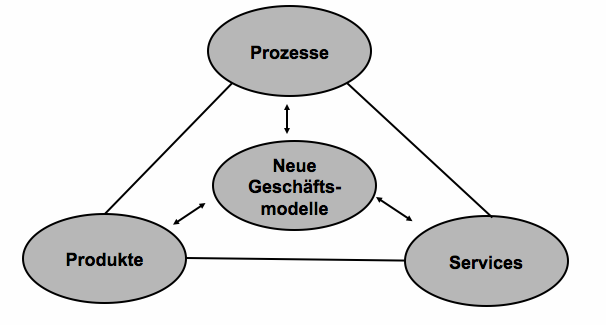 Prozesse
Neue
Geschäfts-
modelle
Produkte
Services